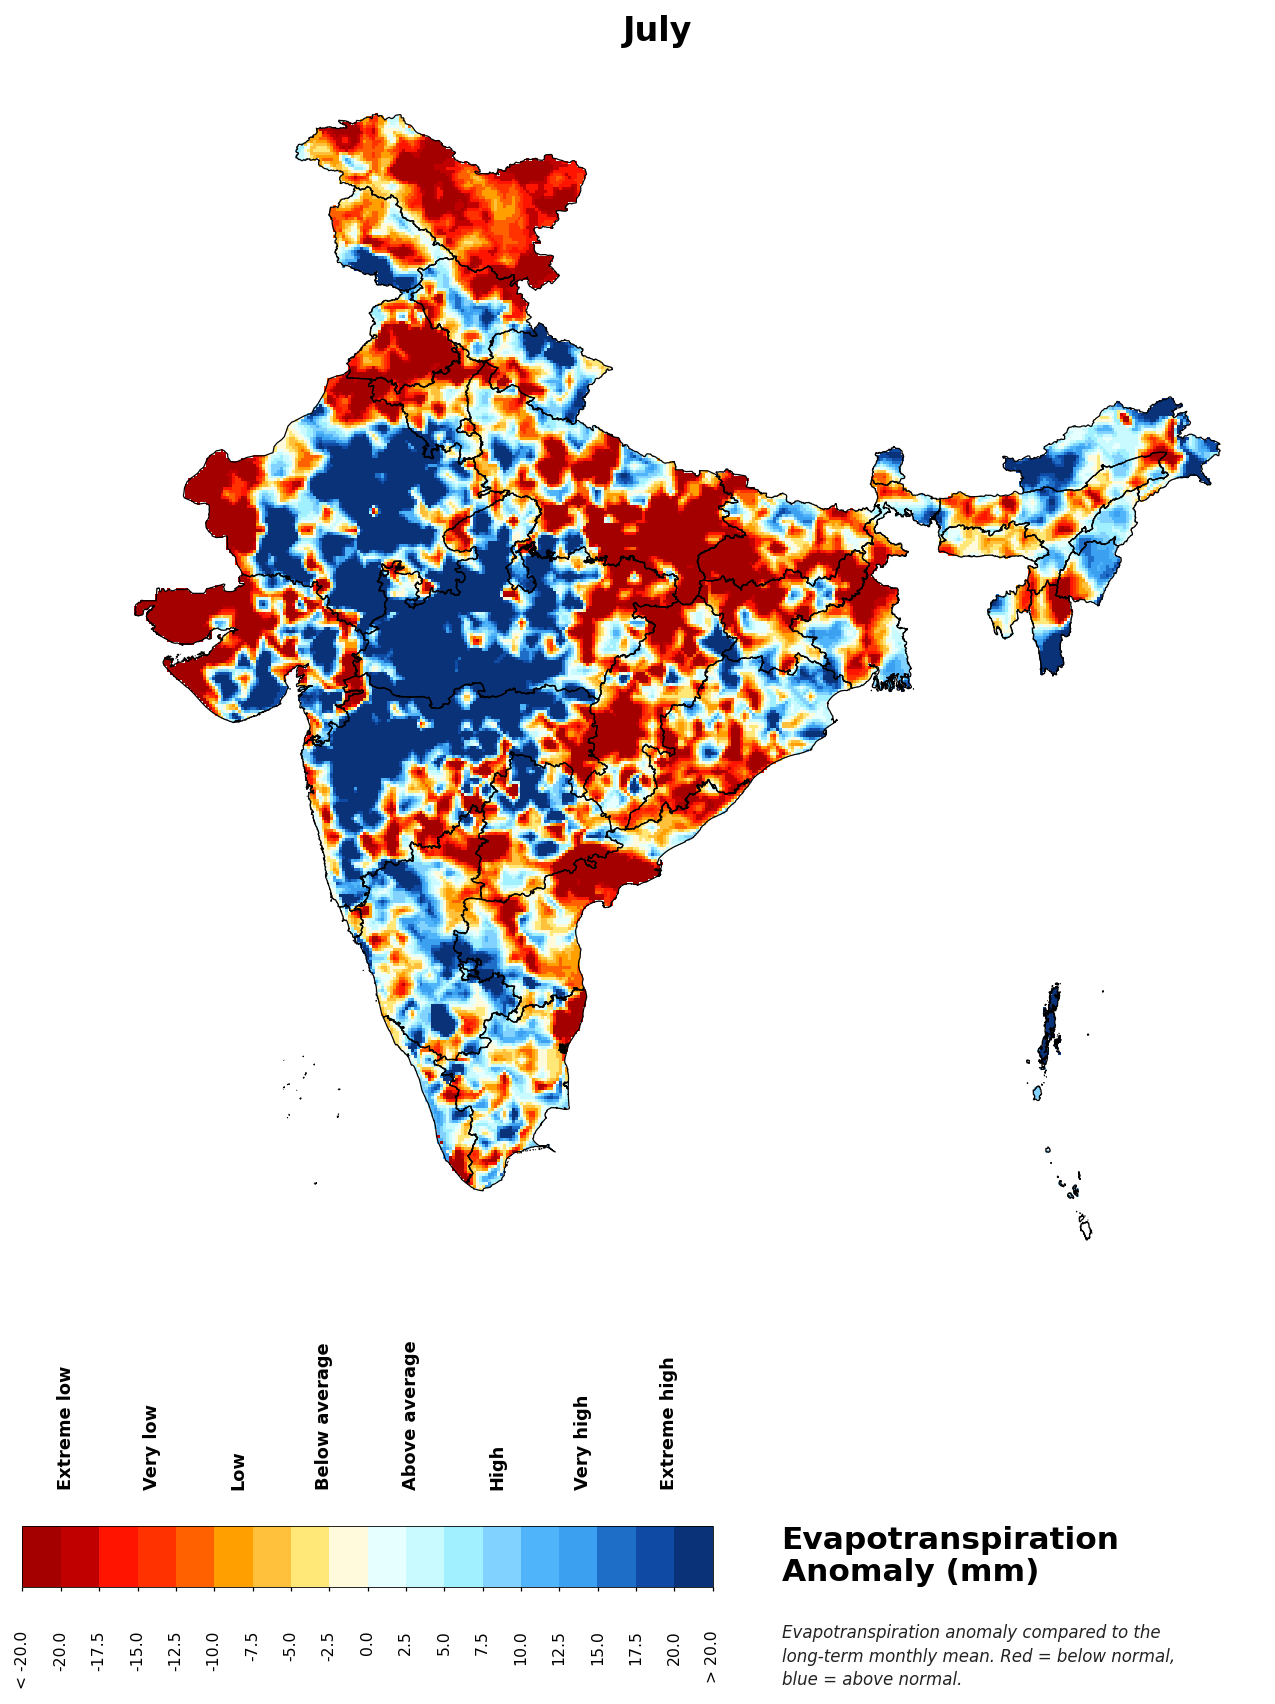 July
Extreme low
Very low
Low
Below average
Above average
High
Very high
Extreme high
< -20.0
-20.0
-17.5
-15.0
-12.5
-10.0
-7.5
-5.0
-2.5
0.0
2.5
5.0
7.5
10.0
12.5
15.0
17.5
20.0
> 20.0
Evapotranspiration
Anomaly (mm)
Evapotranspiration anomaly compared to the
long-term monthly mean. Red = below normal,
blue = above normal.